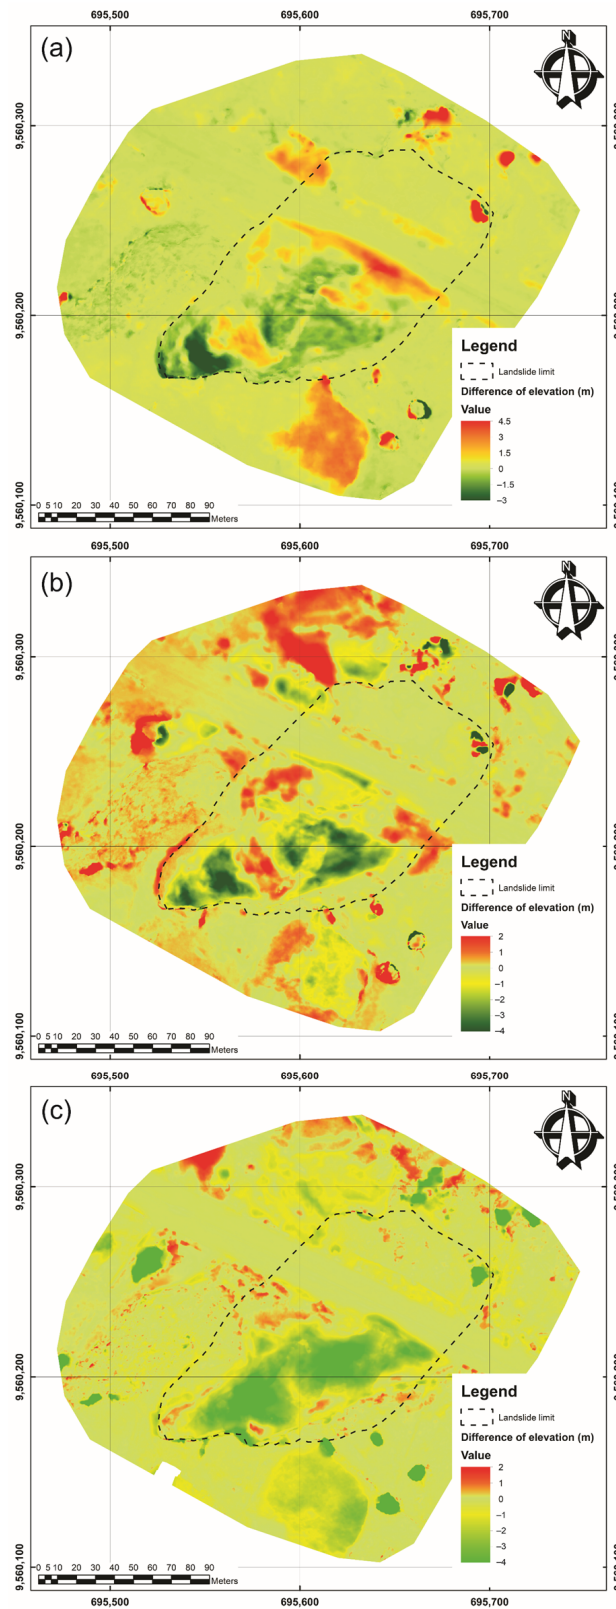 695,500 695,600 695,700
(a)
N
9,560,300
9,560,200
Legend
Landslide limit
Difference of elevation (m)
Value
4.5
3
1.5
0
−1.5
−3
9,560,100
0 5 10 20 30 40 50 60 70 80 90
Meters
695,500 695,600 695,700
(b)
N
9,560,300
9,560,200
Legend
Landslide limit
Difference of elevation (m)
Value
2
1
0
−1
−2
−3
−4
9,560,100
0 5 10 20 30 40 50 60 70 80 90
Meters
695,500 695,600 695,700
(c)
N
9,560,300
9,560,200
Legend
Landslide limit
Difference of elevation (m)
Value
2
1
0
−1
−2
−3
−4
9,560,100
0 5 10 20 30 40 50 60 70 80 90
Meters
695,500 695,600 695,700